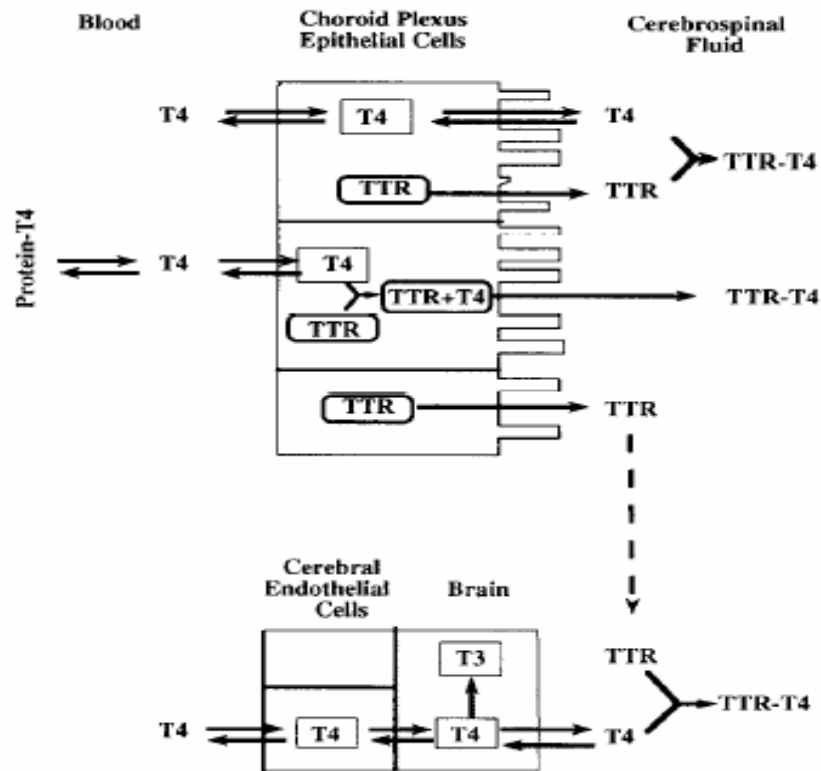 Blood
Choroid Plexus
Epithelial Cells
Cerebrospinal
Fluid
T4 T4 T4
TTR-T4
TTR TTR
Protein-T4
T4 T4
TTR+T4 TTR-T4
TTR
TTR TTR
Cerebral
Endothelial
Cells
Brain
T3 TTR
TTR-T4
T4 T4 T4 T4